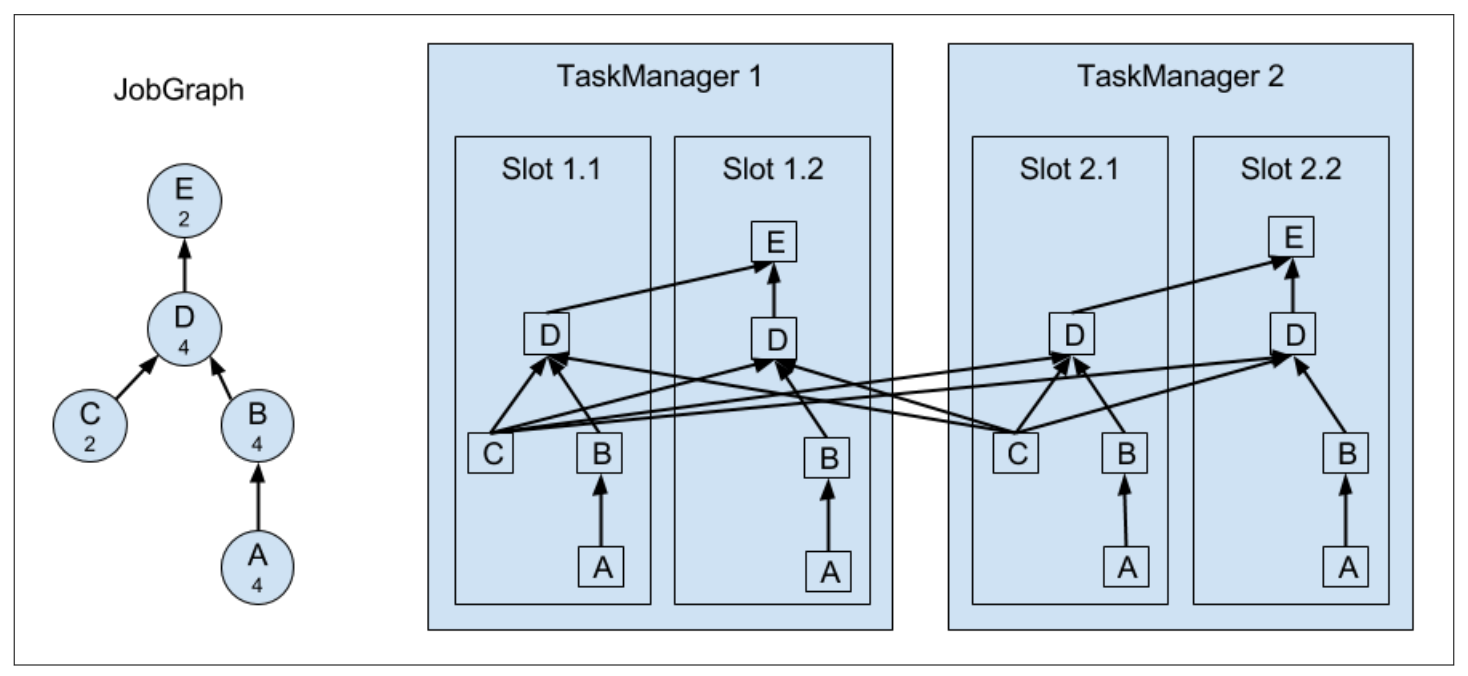 JobGraph
E
2
D
4
C
2
B
4
A
4
TaskManager 1
Slot 1.1
D
C
B
A
Slot 1.2
E
D
B
A
TaskManager 2
Slot 2.1
D
C
B
A
Slot 2.2
E
D
B
A